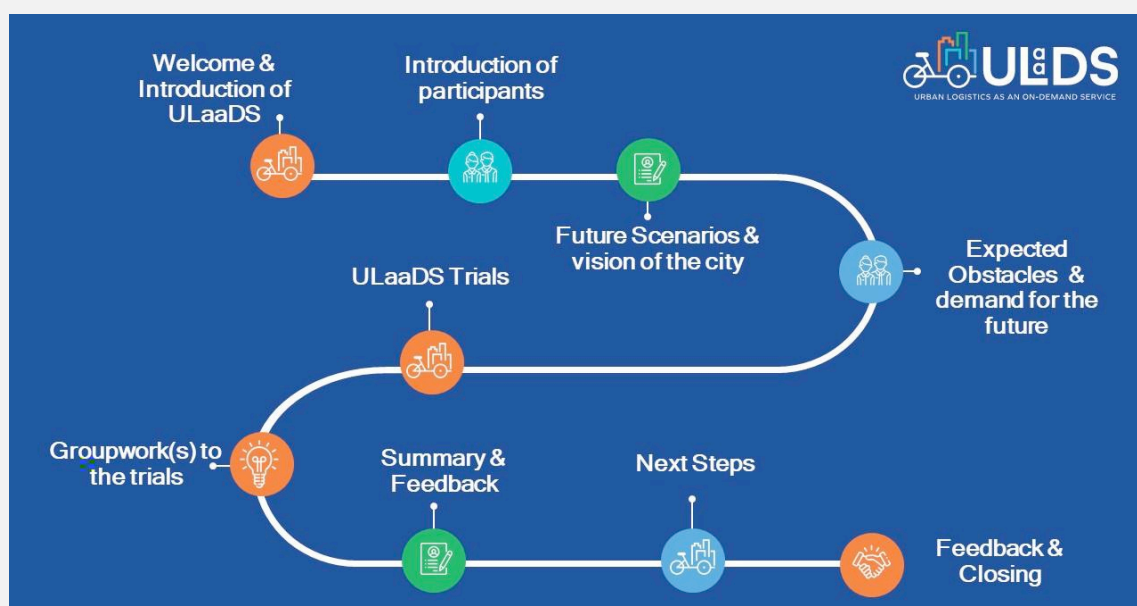 Welcome &
Introduction of
ULaaDS
Introduction of
participants
ULaaDS
URBAN LOGISTICS AS AN ON-DEMAND SERVICE
Future Scenarios &
vision of the city
Expected
Obstacles &
demand for the
future
ULaaDS Trials
Groupwork(s) to
the trials
Summary &
Feedback
Next Steps
Feedback &
Closing